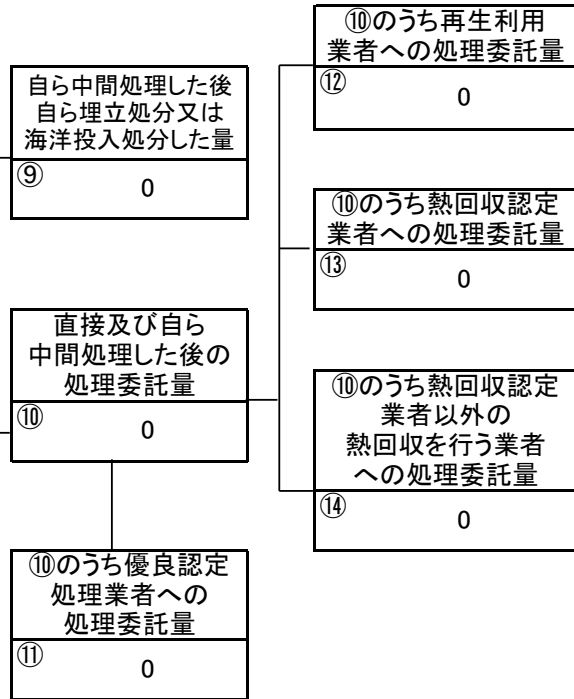 自ら中間処理した後
自ら埋立処分又は
海洋投入処分した量
⑨ 0
直接及び自ら
中間処理した後の
処理委託量
⑩ 0
⑩のうち優良認定
処理業者への
処理委託量
⑪ 0
⑩のうち再生利用
業者への処理委託量
⑫ 0
⑩のうち熱回収認定
業者への処理委託量
⑬ 0
⑩のうち熱回収認定
業者以外の
熱回収を行う業者
への処理委託量
⑭ 0